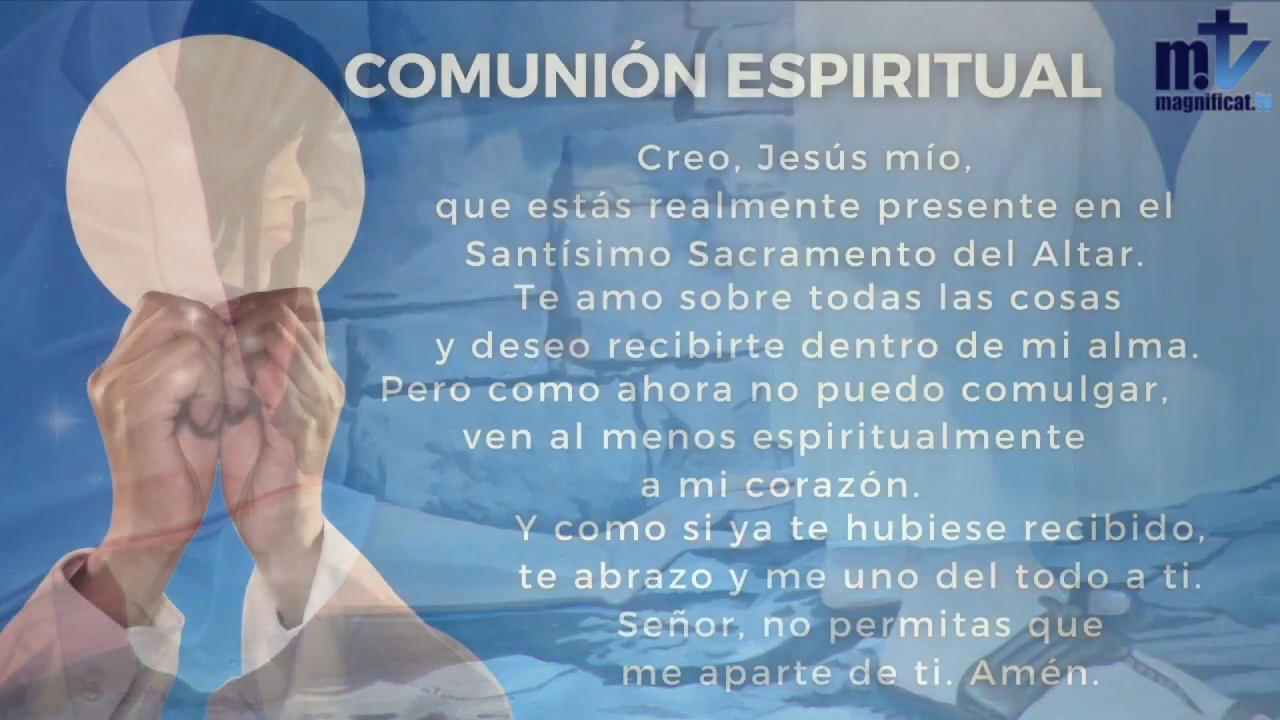 COMUNIÓN ESPIRITUAL
m.tv
magnificat.tv
Creo, Jesús mío,
que estás realmente presente en el
Santísimo Sacramento del Altar.
Te amo sobre todas las cosas
y deseo recibirte dentro de mi alma.
Pero como ahora no puedo comulgar,
ven al menos espiritualmente
a mi corazón.
Y como si ya te hubiese recibido,
te abrazo y me uno del todo a ti.
Señor, no permitas que
me aparte de ti. Amén.